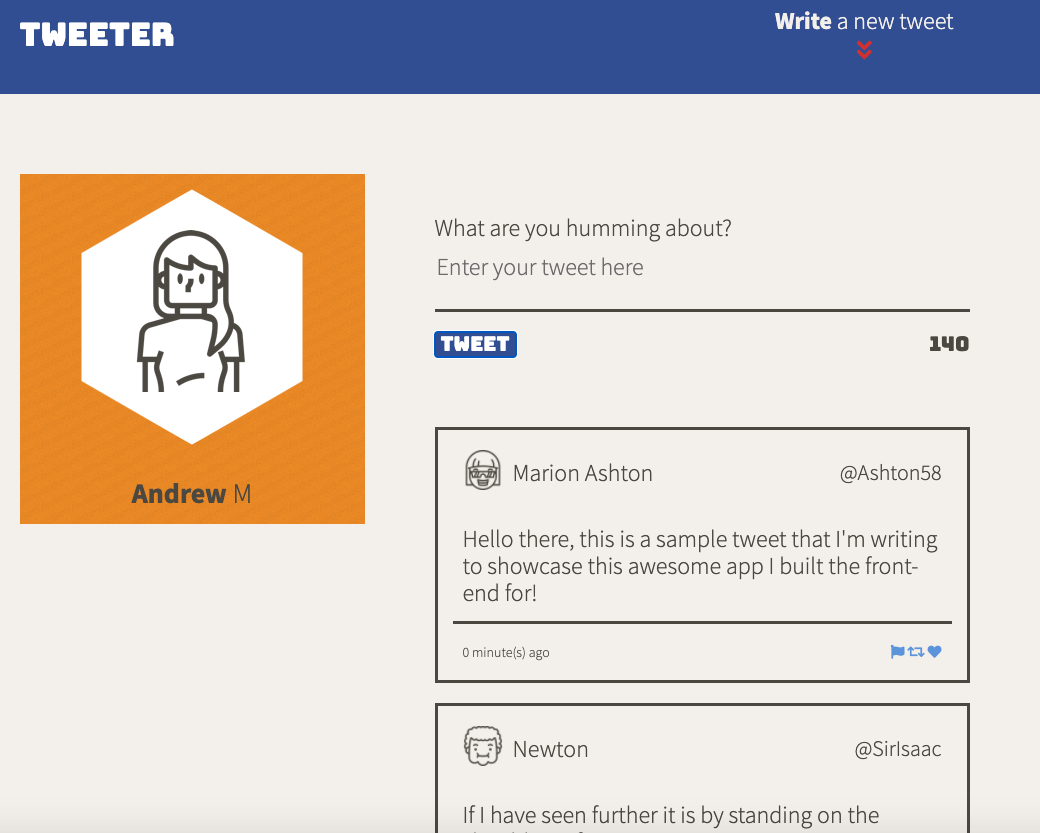 TWEETER
Write a new tweet
Andrew M
What are you humming about?
Enter your tweet here
TWEET
140
Marion Ashton
@Ashton58
Hello there, this is a sample tweet that I'm writing
to showcase this awesome app I built the front-
end for!
0 minute(s) ago
Newton
@SirIsaac
If I have seen further it is by standing on the